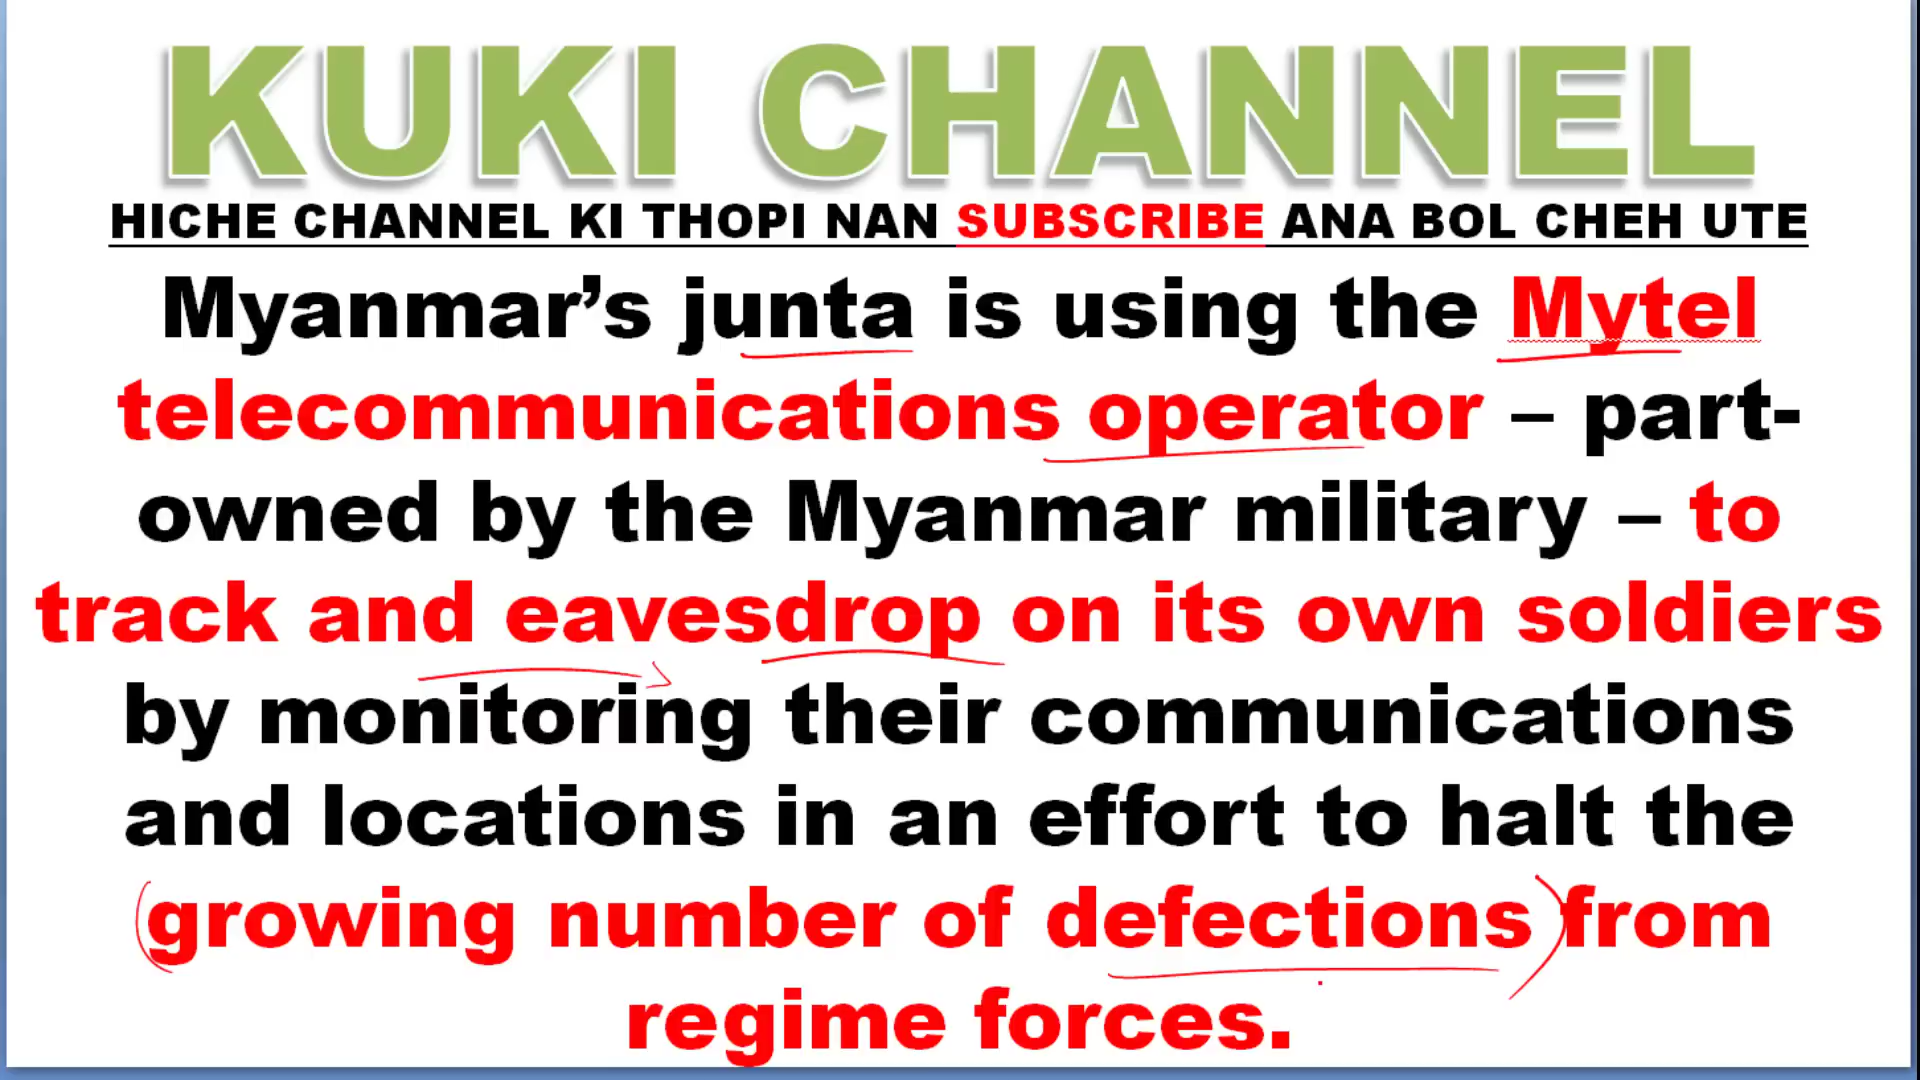 KUKI CHANNEL
HICHE CHANNEL KI THOPI NAN SUBSCRIBE ANA BOL CHEH UTE
Myanmar’s junta is using the Mytel
telecommunications operator – part-
owned by the Myanmar military – to
track and eavesdrop on its own soldiers
by monitoring their communications
and locations in an effort to halt the
growing number of defections from
regime forces.